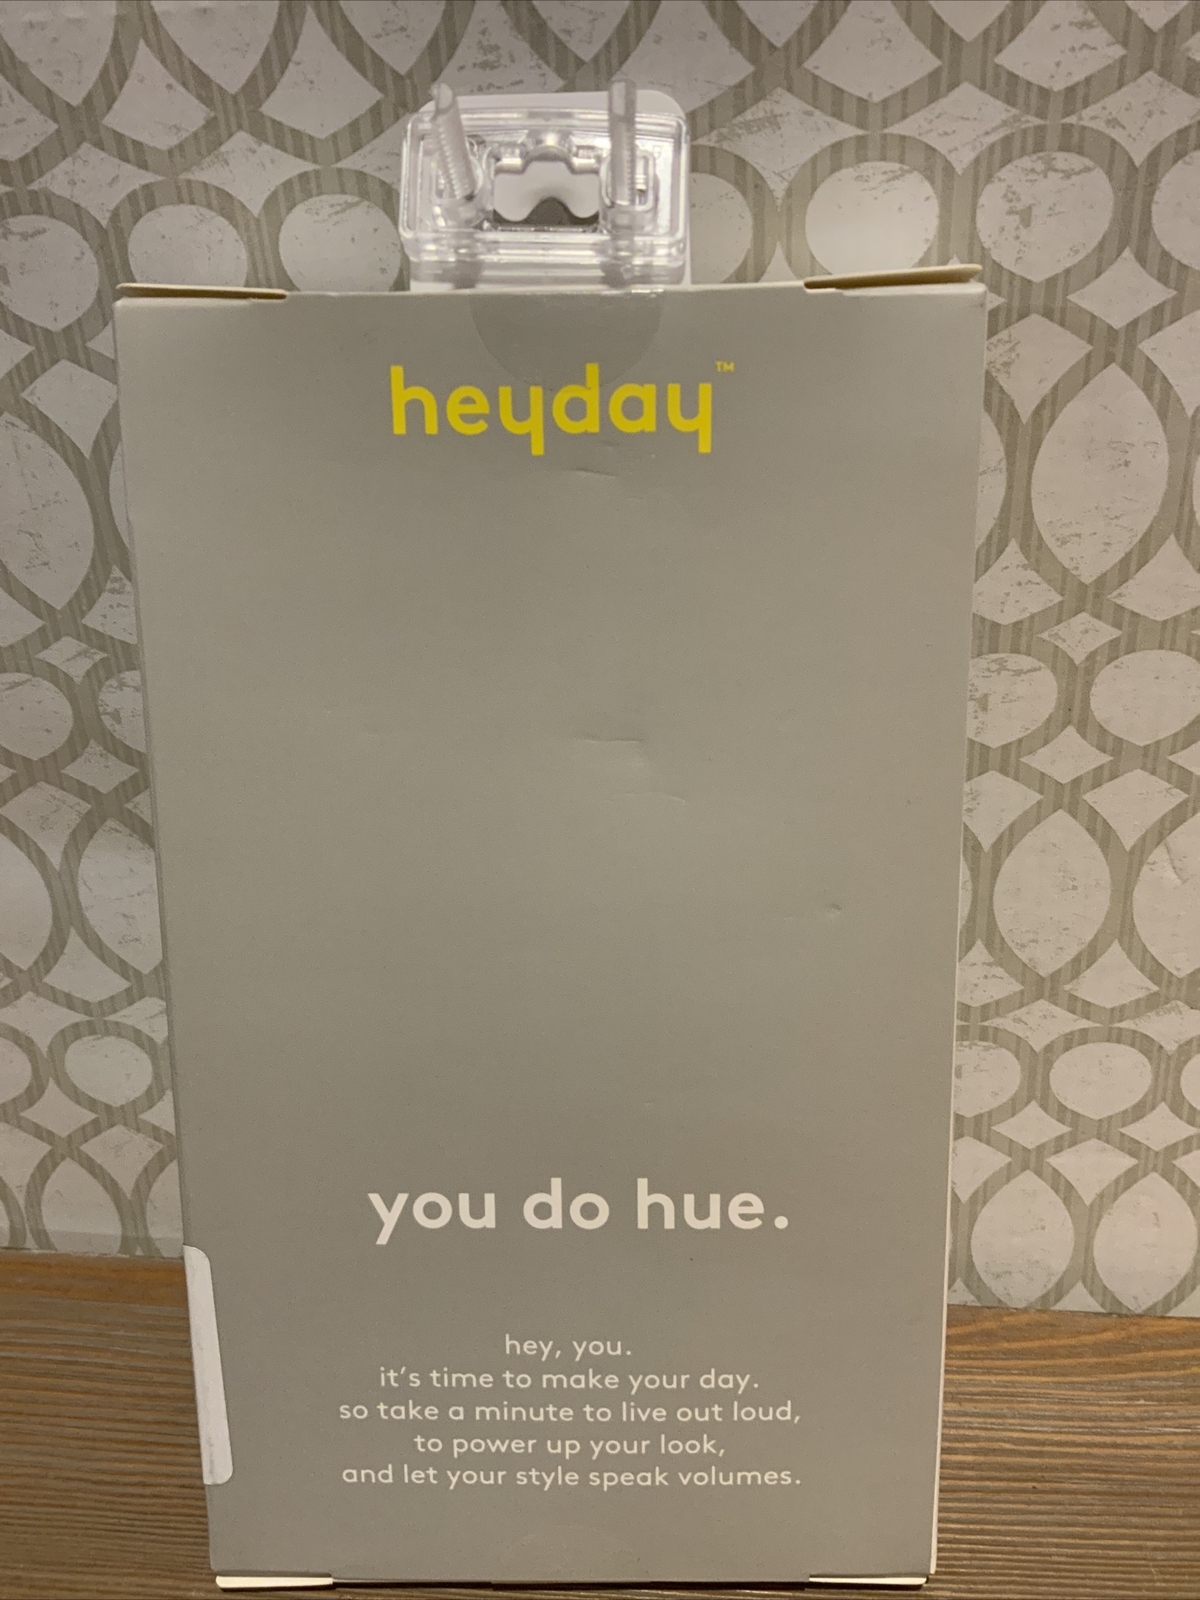 heyday™
you do hue.
hey, you.
it's time to make your day.
so take a minute to live out loud,
to power up your look,
and let your style speak volumes.